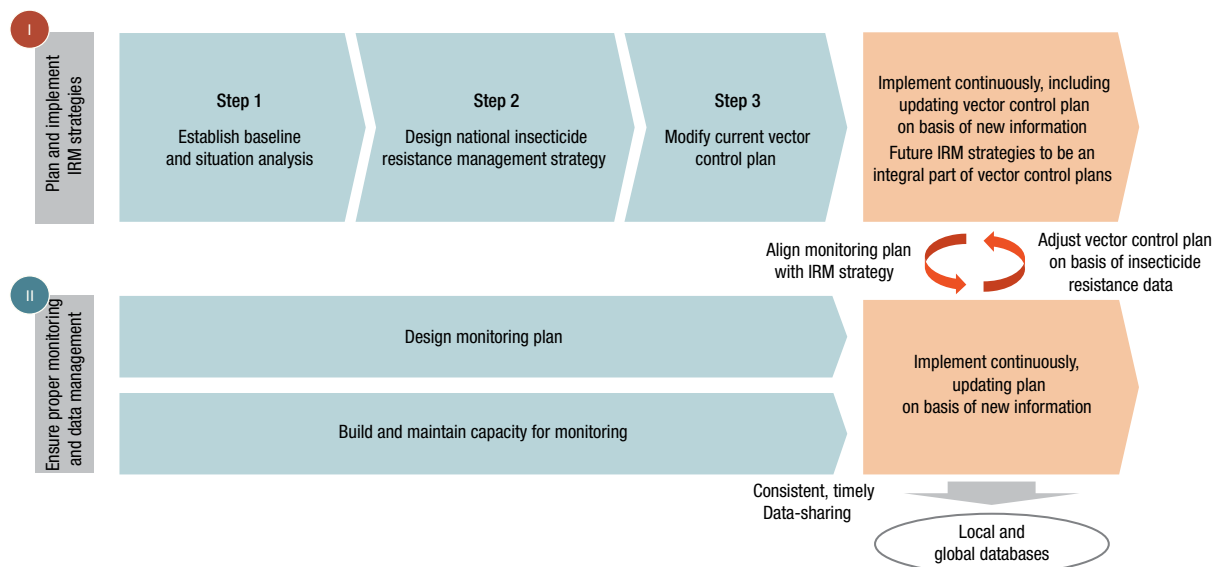 I
Plan and implement
IRM strategies
Step 1
Establish baseline
and situation analysis
Step 2
Design national insecticide
resistance management strategy
Step 3
Modify current vector
control plan
Implement continuously, including
updating vector control plan
on basis of new information
Future IRM strategies to be an
integral part of vector control plans
Align monitoring plan
with IRM strategy
Adjust vector control plan
on basis of insecticide
resistance data
II
Ensure proper monitoring
and data management
Design monitoring plan
Build and maintain capacity for monitoring
Implement continuously,
updating plan
on basis of new information
Consistent, timely
Data-sharing
Local and
global databases